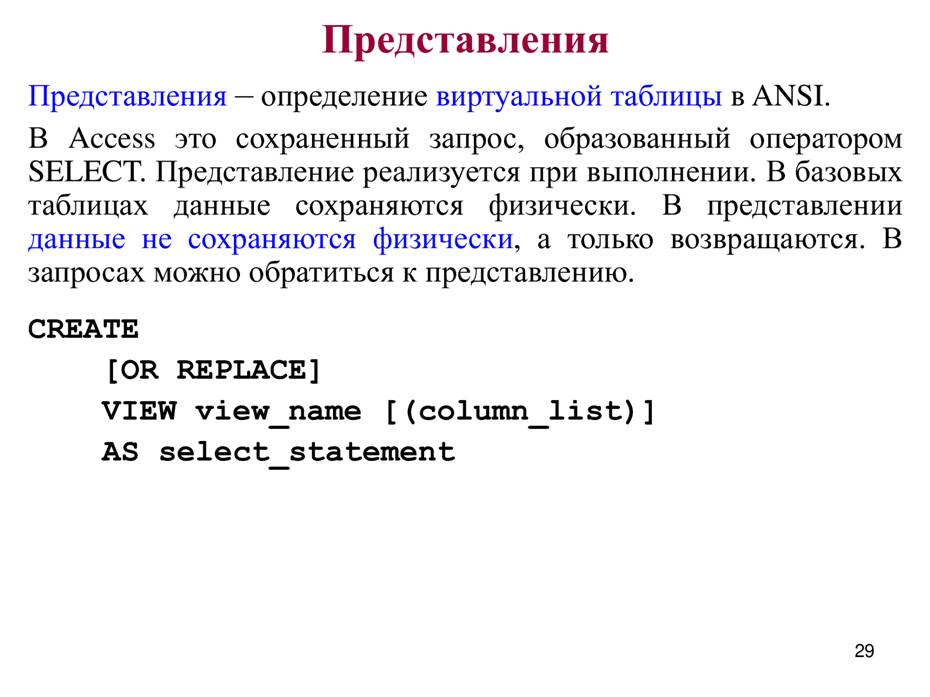 Представления
Представления – определение виртуальной таблицы в ANSI.
В Access это сохраненный запрос, образованный оператором
SELECT. Представление реализуется при выполнении. В базовых
таблицах данные сохраняются физически. В представлении
данные не сохраняются физически, а только возвращаются. В
запросах можно обратиться к представлению.
CREATE
[OR REPLACE]
VIEW view_name [(column_list)]
AS select_statement
29